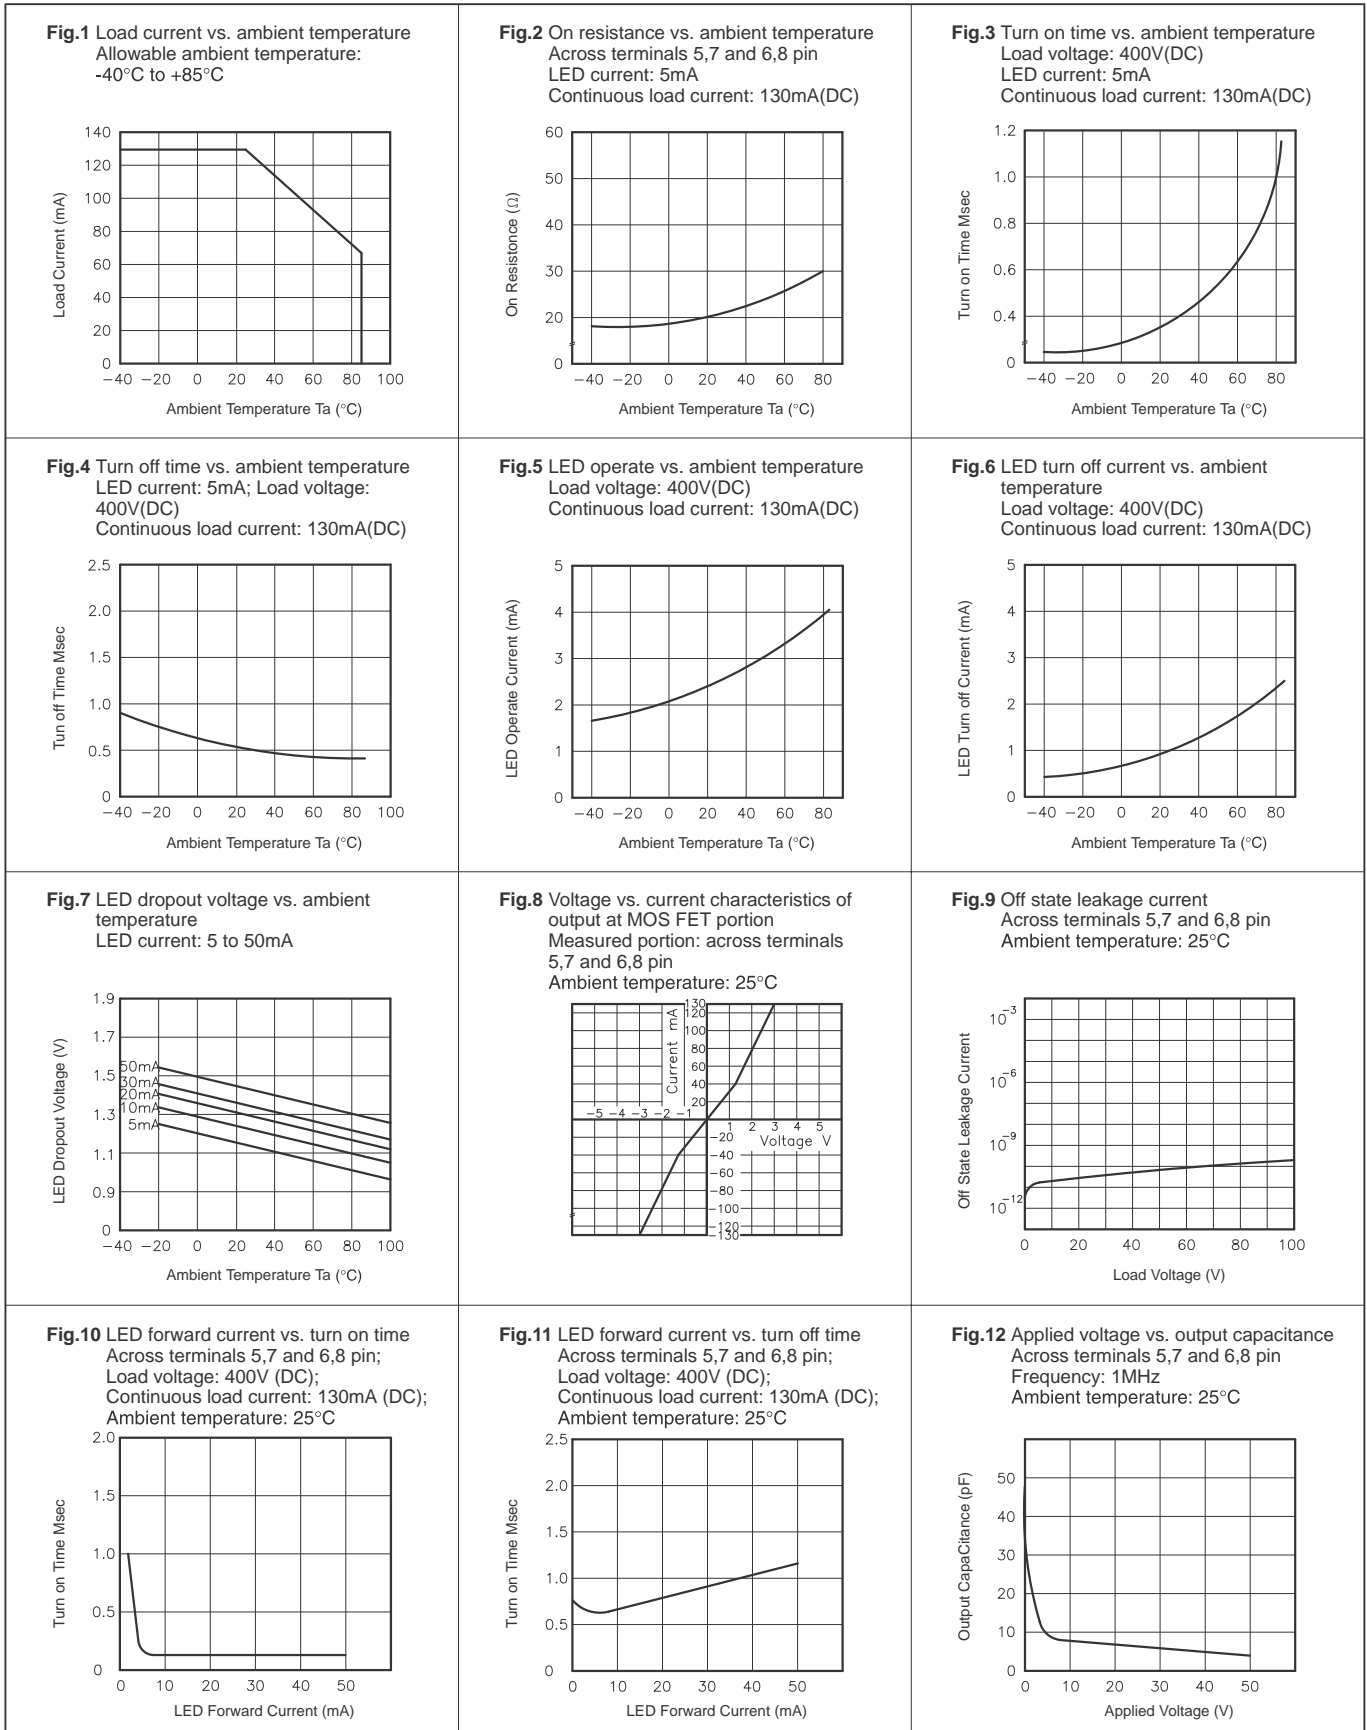 Fig.1 Load current vs. ambient temperature
Allowable ambient temperature:
-40°C to +85°C
140
120
100
80
60
40
20
0
Load Current (mA)
−40 −20 0 20 40 60 80 100
Ambient Temperature Ta (°C)
Fig.2 On resistance vs. ambient temperature
Across terminals 5,7 and 6,8 pin
LED current: 5mA
Continuous load current: 130mA(DC)
60
50
40
30
20
0
On Resistonce (Ω)
−40 −20 0 20 40 60 80
Ambient Temperature Ta (°C)
Fig.3 Turn on time vs. ambient temperature
Load voltage: 400V(DC)
LED current: 5mA
Continuous load current: 130mA(DC)
1.2
1.0
0.8
0.6
0.4
0
Turn on Time Msec
−40 −20 0 20 40 60 80
Ambient Temperature Ta (°C)
Fig.4 Turn off time vs. ambient temperature
LED current: 5mA; Load voltage:
400V(DC)
Continuous load current: 130mA(DC)
2.5
2.0
1.5
1.0
0.5
0
Tun off Time Msec
−40 −20 0 20 40 60 80 100
Ambient Temperature Ta (°C)
Fig.5 LED operate vs. ambient temperature
Load voltage: 400V(DC)
Continuous load current: 130mA(DC)
5
4
3
2
1
0
LED Operate Current (mA)
−40 −20 0 20 40 60 80
Ambient Temperature Ta (°C)
Fig.6 LED turn off current vs. ambient
temperature
Load voltage: 400V(DC)
Continuous load current: 130mA(DC)
5
4
3
2
1
0
LED Turn off Current (mA)
−40 −20 0 20 40 60 80
Ambient Temperature Ta (°C)
Fig.7 LED dropout voltage vs. ambient
temperature
LED current: 5 to 50mA
1.9
1.7
1.5
1.3
1.1
0.9
0
LED Dropout Voltage (V)
50mA
30mA
20mA
10mA
5mA
−40 −20 0 20 40 60 80 100
Ambient Temperature Ta (°C)
Fig.8 Voltage vs. current characteristics of
output at MOS FET portion
Measured portion: across terminals
5,7 and 6,8 pin
Ambient temperature: 25°C
Current mA
130
120
100
80
60
40
20
−5 −4 −3 −2 −1
1 2 3 4 5
Voltage V
−20
−40
−60
−80
−100
−120
−130
Fig.9 Off state leakage current
Across terminals 5,7 and 6,8 pin
Ambient temperature: 25°C
10−3
10−6
10−9
10−12
Off State Leakage Current
0 20 40 60 80 100
Load Voltage (V)
Fig.10 LED forward current vs. turn on time
Across terminals 5,7 and 6,8 pin;
Load voltage: 400V (DC);
Continuous load current: 130mA (DC);
Ambient temperature: 25°C
2.0
1.5
1.0
0.5
0
Turn on Time Msec
0 10 20 30 40 50
LED Forward Current (mA)
Fig.11 LED forward current vs. turn off time
Across terminals 5,7 and 6,8 pin;
Load voltage: 400V (DC);
Continuous load current: 130mA (DC);
Ambient temperature: 25°C
2.5
2.0
1.5
1.0
0.5
0
Turn on Time Msec
0 10 20 30 40 50
LED Forward Current (mA)
Fig.12 Applied voltage vs. output capacitance
Across terminals 5,7 and 6,8 pin
Frequency: 1MHz
Ambient temperature: 25°C
50
40
30
20
10
0
Output CapaCitance (pF)
0 10 20 30 40 50
Applied Voltage (V)